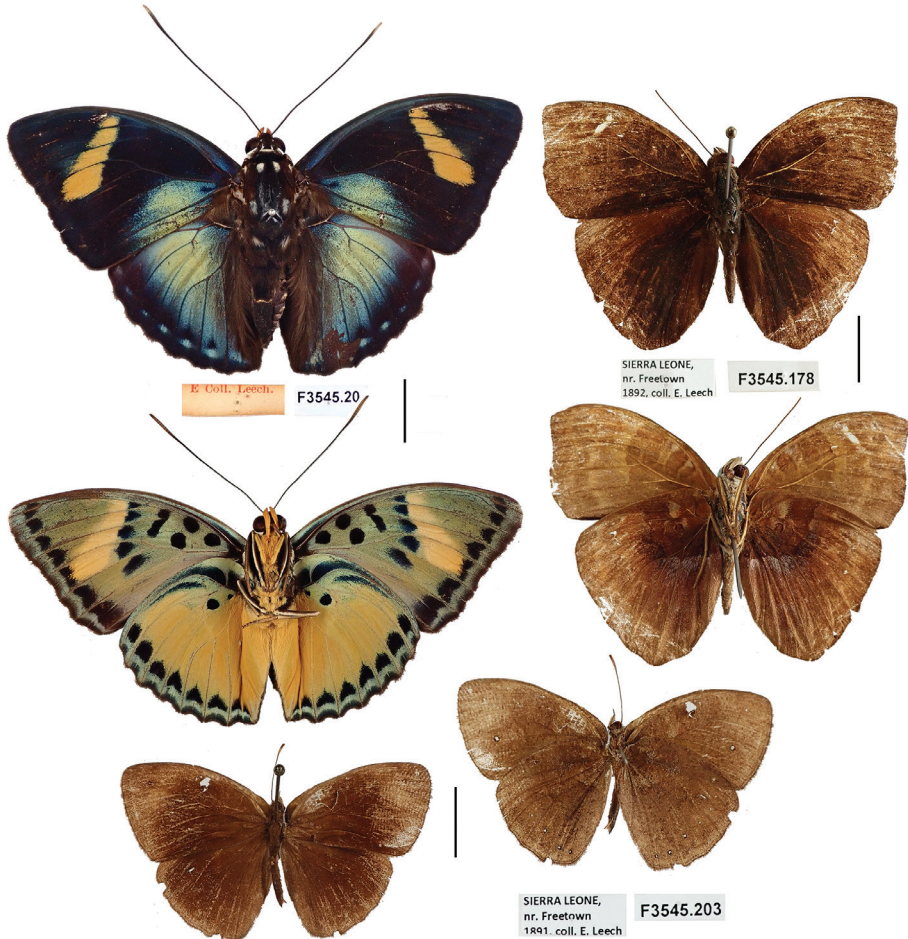 E Coll. Leech.
F3545.20
SIERRA LEONE,
nr. Freetown
1892, coll. E. Leech
F3545.178
SIERRA LEONE,
nr. Freetown
1891, coll. E. Leech
F3545.203